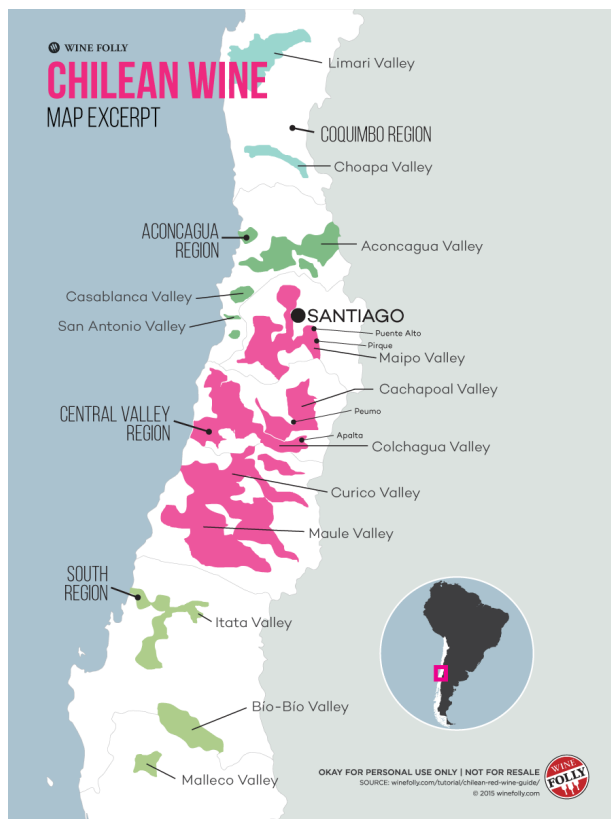 WINE FOLLY
CHILEAN WINE
MAP EXCERPT
Limari Valley
COQUIMBO REGION
Choapa Valley
ACONCAGUA
REGION
Aconcagua Valley
Casablanca Valley
San Antonio Valley
SANTIAGO
Puente Alto
Pirque
Maipo Valley
Cachapoal Valley
Peumo
CENTRAL VALLEY
REGION
Apalta
Colchagua Valley
Curico Valley
Maule Valley
SOUTH
REGION
Itata Valley
Bío-Bío Valley
Malleco Valley
OKAY FOR PERSONAL USE ONLY | NOT FOR RESALE
SOURCE: winefolly.com/tutorial/chilean-red-wine-guide/
© 2015 winefolly.com
WINE
FOLLY